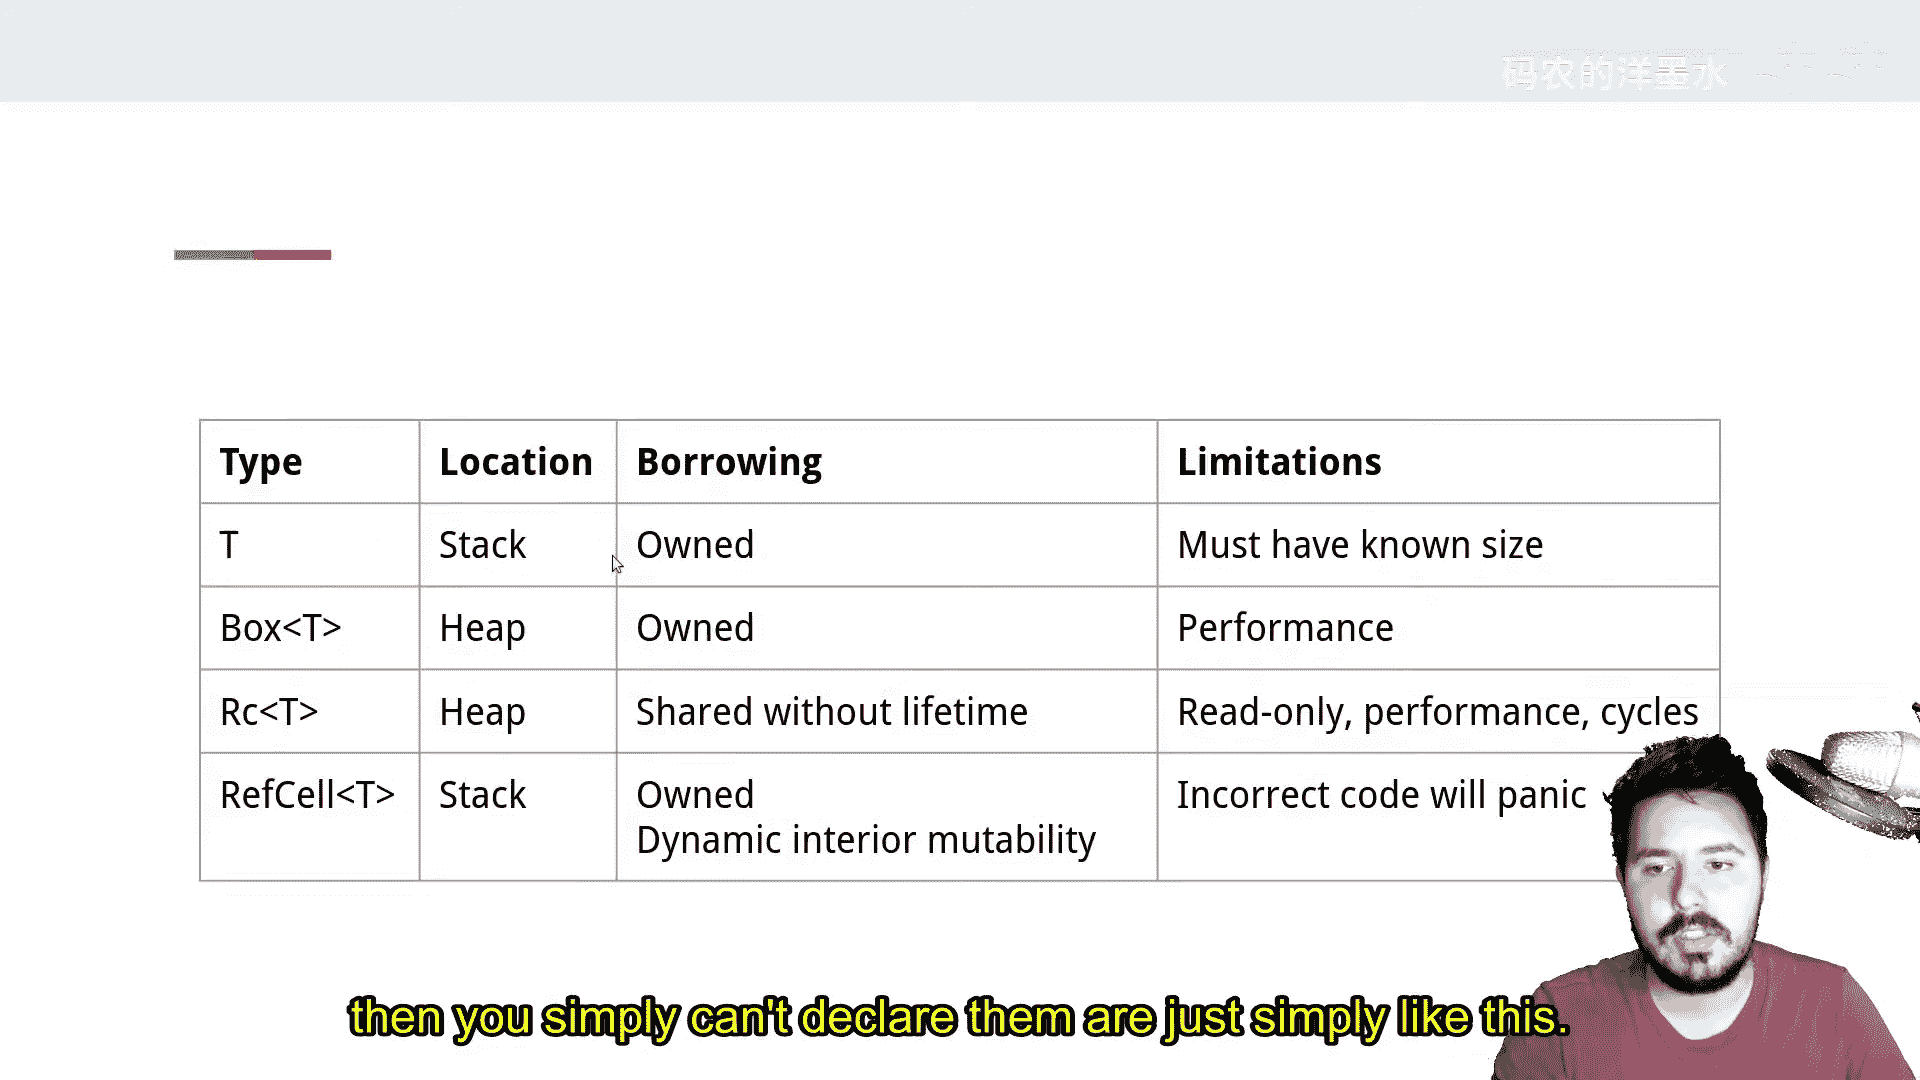 码农的洋墨水
Type Location Borrowing Limitations
T Stack Owned Must have known size
Box<T> Heap Owned Performance
Rc<T> Heap Shared without lifetime Read-only, performance, cycles
RefCell<T> Stack Owned Incorrect code will panic
Dynamic interior mutability
then you simply can't declare them are just simply like this.